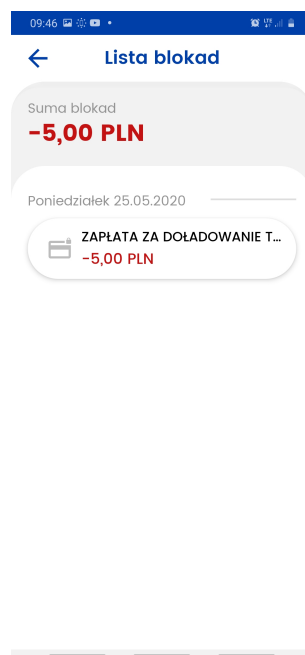 09:46
LTE
Lista blokad
Suma blokad
-5,00 PLN
Poniedziałek 25.05.2020
ZAPŁATA ZA DOŁADOWANIE T...
-5,00 PLN